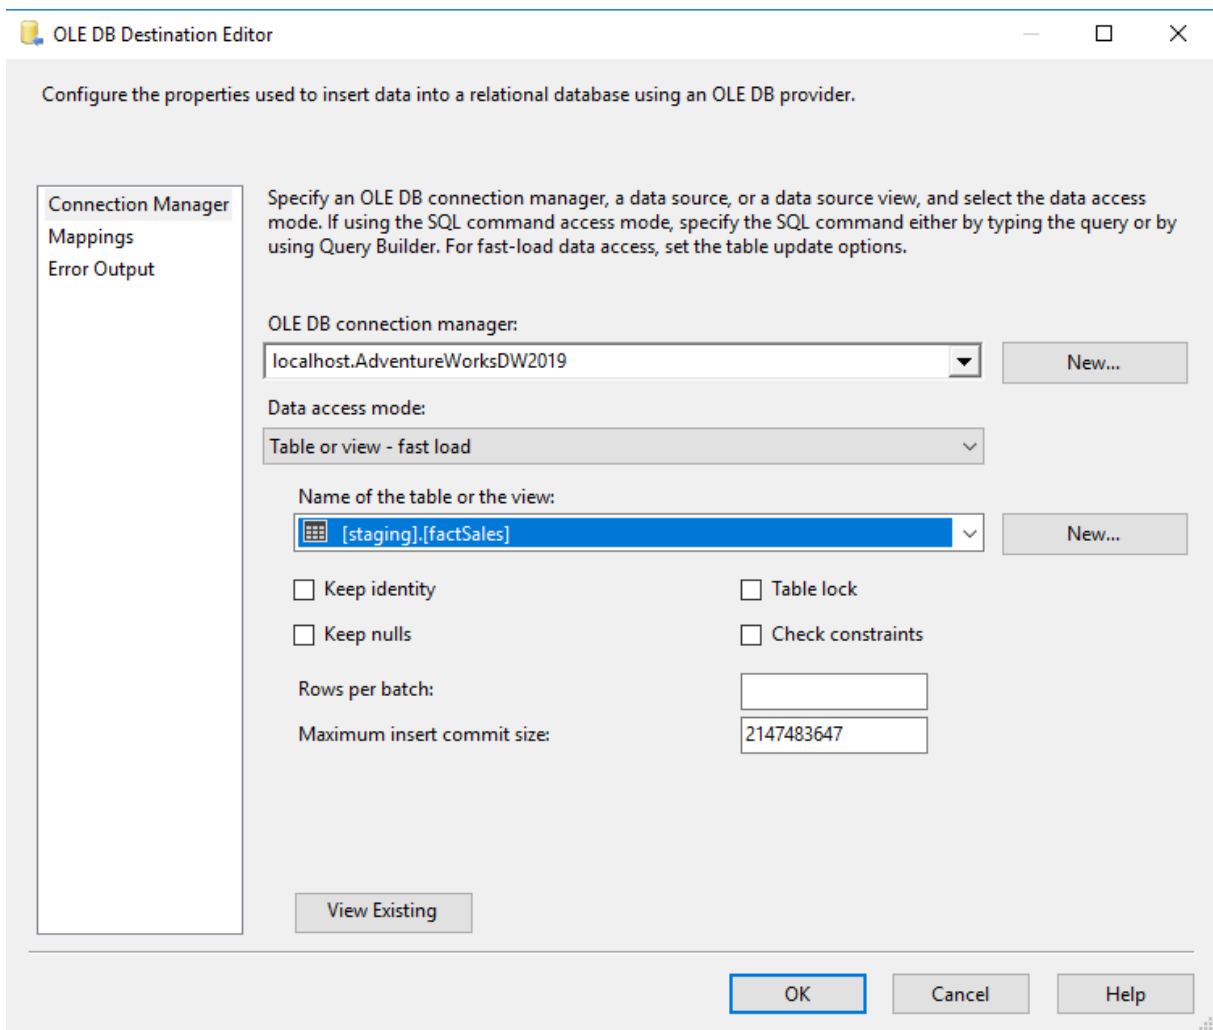 OLE DB Destination Editor
Configure the properties used to insert data into a relational database using an OLE DB provider.
Connection Manager
Mappings
Error Output
Specify an OLE DB connection manager, a data source, or a data source view, and select the data access
mode. If using the SQL command access mode, specify the SQL command either by typing the query or by
using Query Builder. For fast-load data access, set the table update options.
OLE DB connection manager:
localhost.AdventureWorksDW2019
New...
Data access mode:
Table or view - fast load
Name of the table or the view:
[staging].[factSales]
New...
Keep identity
Table lock
Keep nulls
Check constraints
Rows per batch:
Maximum insert commit size:
2147483647
View Existing
OK
Cancel
Help